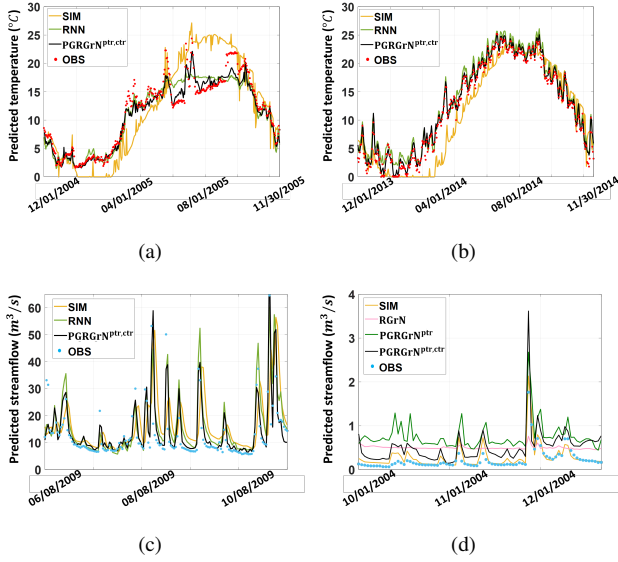 Predicted temperature (°C)
30
25
20
15
10
5
0
SIM
RNN
PGRGrN^ptr,ctr
OBS
12/01/2004
04/01/2005
08/01/2005
11/30/2005
(a)
Predicted temperature (°C)
30
25
20
15
10
5
0
SIM
RNN
PGRGrN^ptr,ctr
OBS
12/01/2013
04/01/2014
08/01/2014
11/30/2014
(b)
Predicted streamflow (m³/s)
60
50
40
30
20
10
0
SIM
RNN
PGRGrN^ptr,ctr
OBS
06/08/2009
08/08/2009
10/08/2009
(c)
Predicted streamflow (m³/s)
4
3
2
1
0
SIM
RGrN
PGRGrN^ptr
PGRGrN^ptr,ctr
OBS
10/01/2004
11/01/2004
12/01/2004
(d)